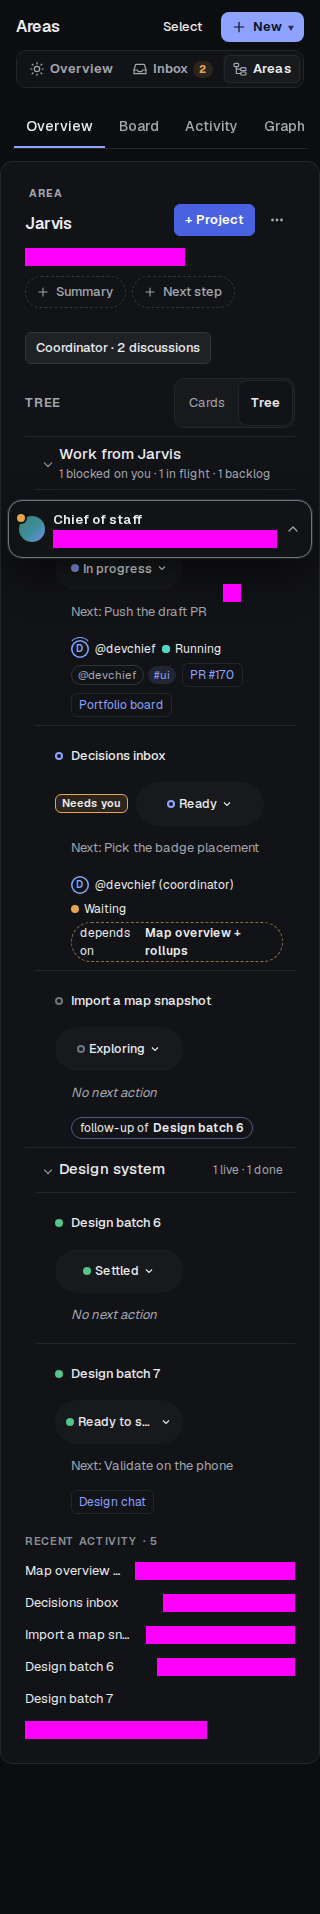 Areas
Select
+ New ▾
Overview
Inbox 2
Areas
Overview
Board
Activity
Graph
AREA
Jarvis
+ Project
···
+ Summary
+ Next step
Coordinator · 2 discussions
TREE
Cards
Tree
Work from Jarvis
1 blocked on you · 1 in flight · 1 backlog
Chief of staff
In progress
Next: Push the draft PR
D @devchief Running
@devchief #ui PR #170
Portfolio board
Decisions inbox
Needs you
Ready
Next: Pick the badge placement
D @devchief (coordinator)
Waiting
depends on Map overview + rollups
Import a map snapshot
Exploring
No next action
follow-up of Design batch 6
Design system
1 live · 1 done
Design batch 6
Settled
No next action
Design batch 7
Ready to s...
Next: Validate on the phone
Design chat
RECENT ACTIVITY · 5
Map overview ...
Decisions inbox
Import a map sn...
Design batch 6
Design batch 7